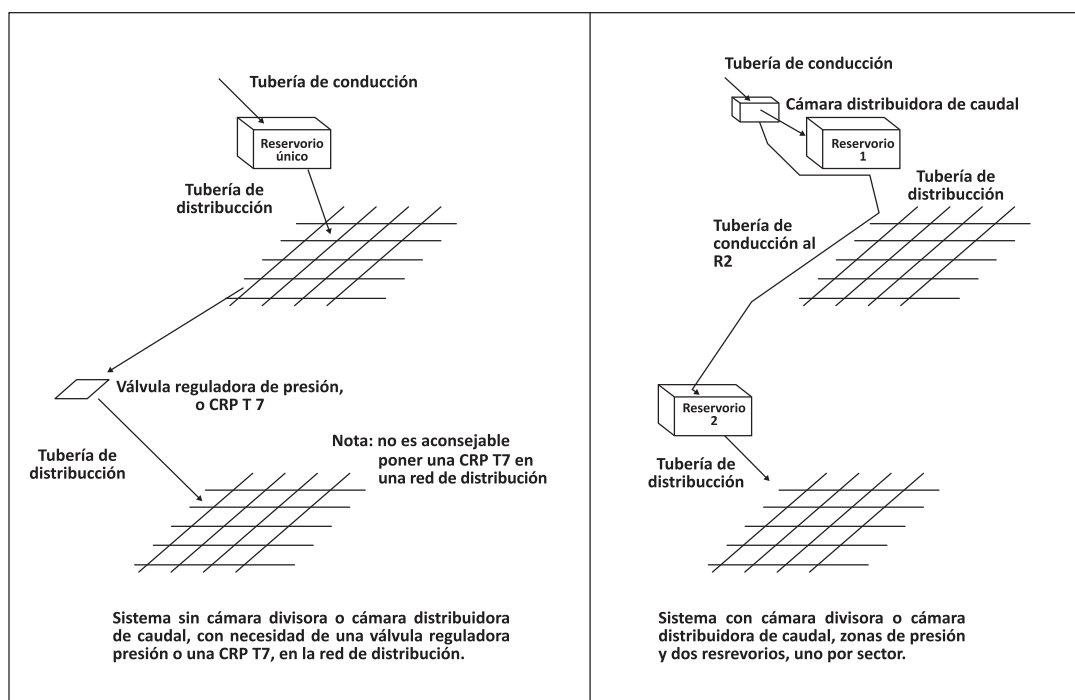 Tubería de conducción
Reservorio
único
Tubería de
distribucción
Válvula reguladora de presión,
o CRP T 7
Tubería de
distribucción
Nota: no es aconsejable
poner una CRP T7 en
una red de distribución
Sistema sin cámara divisora o cámara distribuidora
de caudal, con necesidad de una válvula reguladora
presión o una CRP T7, en la red de distribución.
Tubería de conducción
Cámara distribuidora de caudal
Reservorio
1
Tubería de
distribucción
Tubería de
conducción al
R2
Reservorio
2
Tubería de
distribucción
Sistema con cámara divisora o cámara
distribuidora de caudal, zonas de presión
y dos resrevorios, uno por sector.